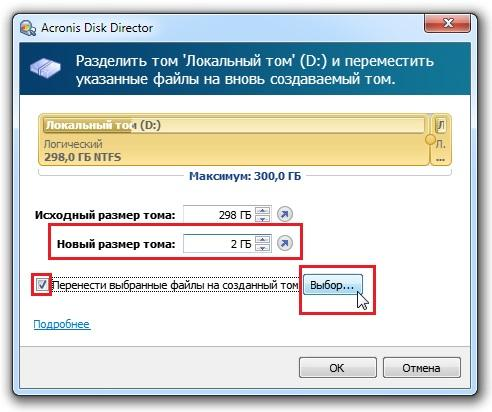 Acronis Disk Director
Разделить том 'Локальный том' (D:) и переместить
указанные файлы на вновь создаваемый том.
Локальный том (D:)
Л
Логический
Л.
298,0 ГБ NTFS
...
Максимум: 300,0 ГБ
Исходный размер тома: 298 ГБ
Новый размер тома: 2 ГБ
Перенести выбранные файлы на созданный том Выбор...
Подробнее
OK Отмена